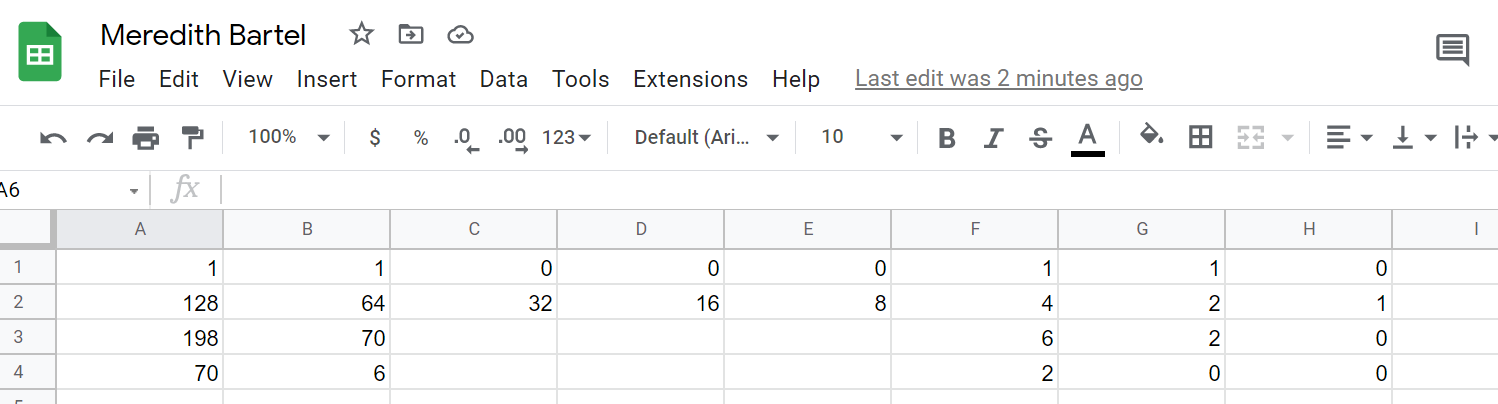 Meredith Bartel
File Edit View Insert Format Data Tools Extensions Help Last edit was 2 minutes ago
100% $ % .0 .00 123 Default (Ari... 10 B I S A
A6 fx
A B C D E F G H I
1 1 1 0 0 0 1 1 0
2 128 64 32 16 8 4 2 1
3 198 70 6 2 0
4 70 6 2 0 0
5